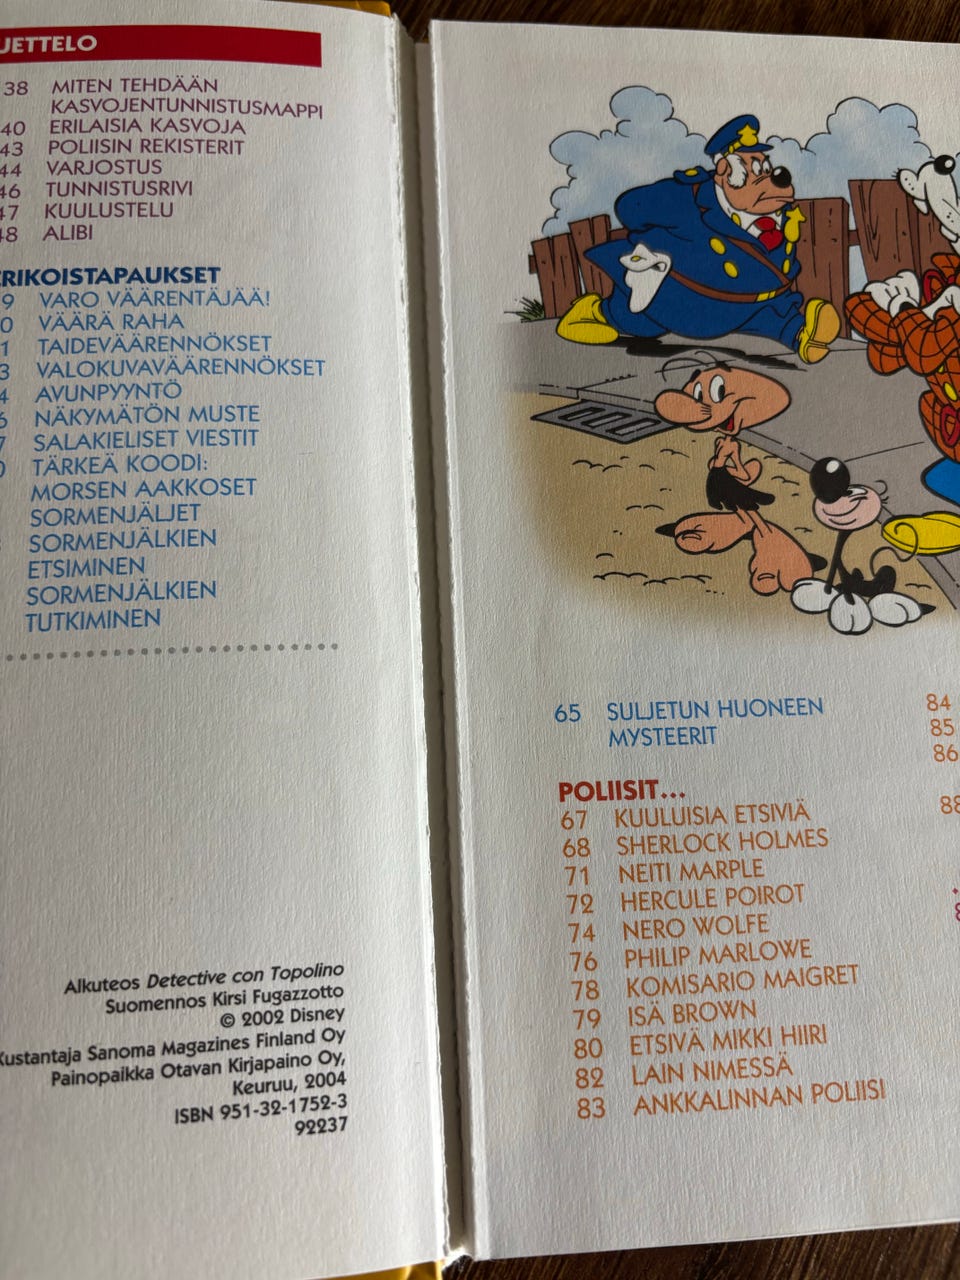 38 MITEN TEHDÄÄN
KASVOJENTUNNISTUSMAPPI
40 ERILAISIA KASVOJA
43 POLIISIN REKISTERIT
44 VARJOSTUS
46 TUNNISTUSRIVI
47 KUULUSTELU
48 ALIBI
ERIKOISTAPAUKSET
VARO VÄÄRENTÄJÄÄ!
VÄÄRÄ RAHA
TAIDEVÄÄRENNÖKSET
VALOKUVAVÄÄRENNÖKSET
AVUNPYYNTÖ
NÄKYMÄTÖN MUSTE
SALAKIELISET VIESTIT
TÄRKEÄ KOODI:
MORSEN AAKKOSET
SORMENJÄLJET
SORMENJÄLKIEN
ETSIMINEN
SORMENJÄLKIEN
TUTKIMINEN
Alkuteos Detective con Topolino
Suomennos Kirsi Fugazzotto
© 2002 Disney
Kustantaja Sanoma Magazines Finland Oy
Painopaikka Otavan Kirjapaino Oy,
Keuruu, 2004
ISBN 951-32-1752-3
92237
65 SULJETUN HUONEEN
MYSTEERIT
POLIISIT...
67 KUULUISIA ETSIVIÄ
68 SHERLOCK HOLMES
71 NEITI MARPLE
72 HERCULE POIROT
74 NERO WOLFE
76 PHILIP MARLOWE
78 KOMISARIO MAIGRET
79 ISÄ BROWN
80 ETSIVÄ MIKKI HIIRI
82 LAIN NIMESSÄ
83 ANKKALINNAN POLIISI
84
85
86
88